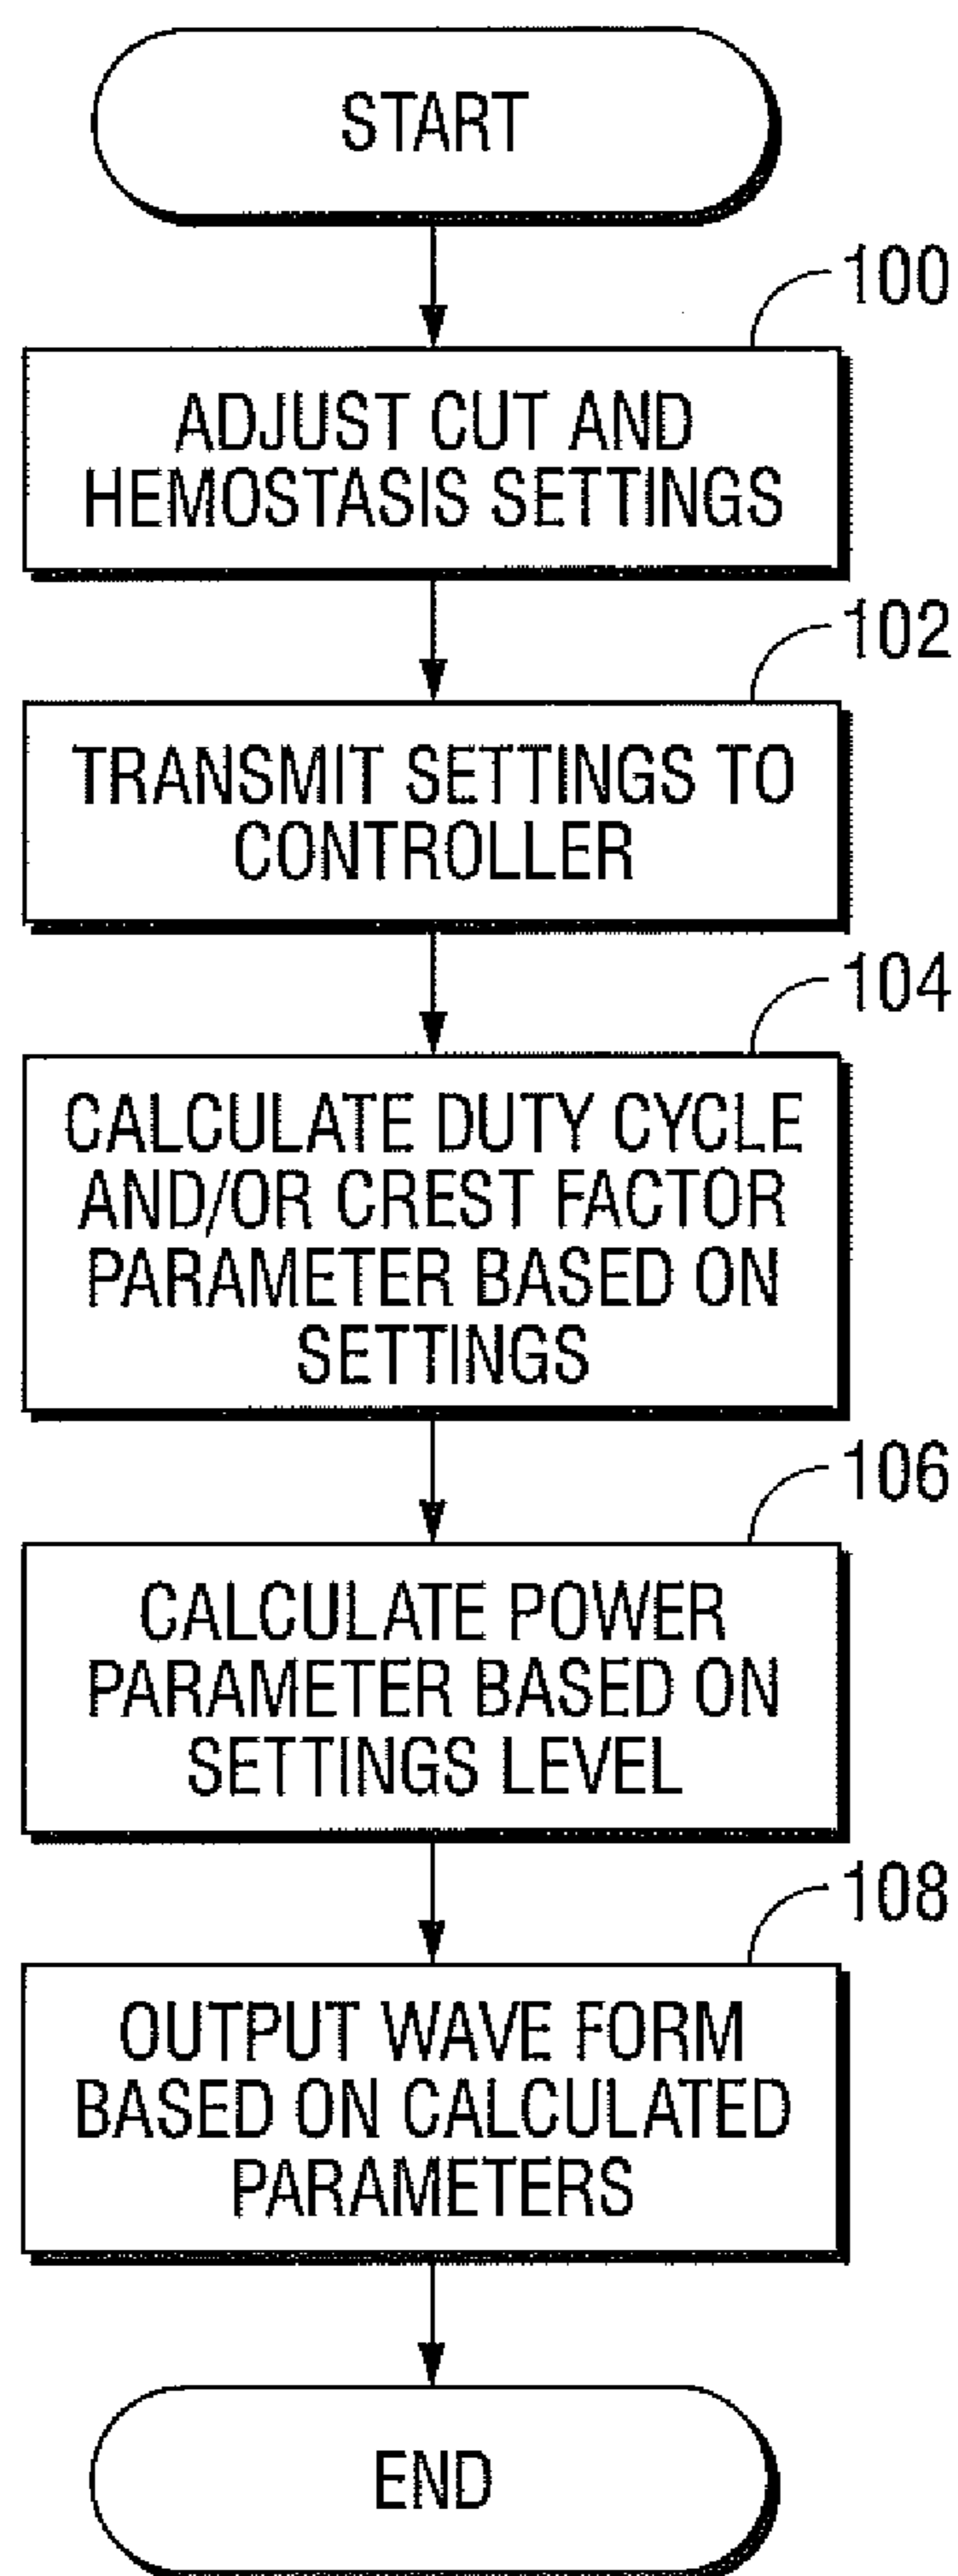 START
100
ADJUST CUT AND
HEMOSTASIS SETTINGS
102
TRANSMIT SETTINGS TO
CONTROLLER
104
CALCULATE DUTY CYCLE
AND/OR CREST FACTOR
PARAMETER BASED ON
SETTINGS
106
CALCULATE POWER
PARAMETER BASED ON
SETTINGS LEVEL
108
OUTPUT WAVE FORM
BASED ON CALCULATED
PARAMETERS
END